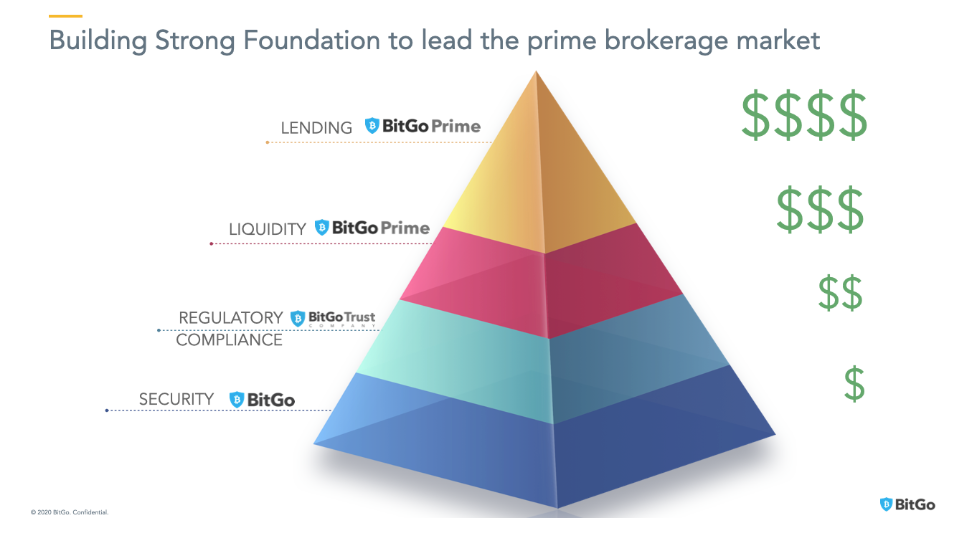 Building Strong Foundation to lead the prime brokerage market
LENDING BitGo Prime
$$$$
LIQUIDITY BitGo Prime
$$$
REGULATORY BitGo Trust
COMPANY
COMPLIANCE
$$
SECURITY BitGo
$
© 2020 BitGo. Confidential.
BitGo